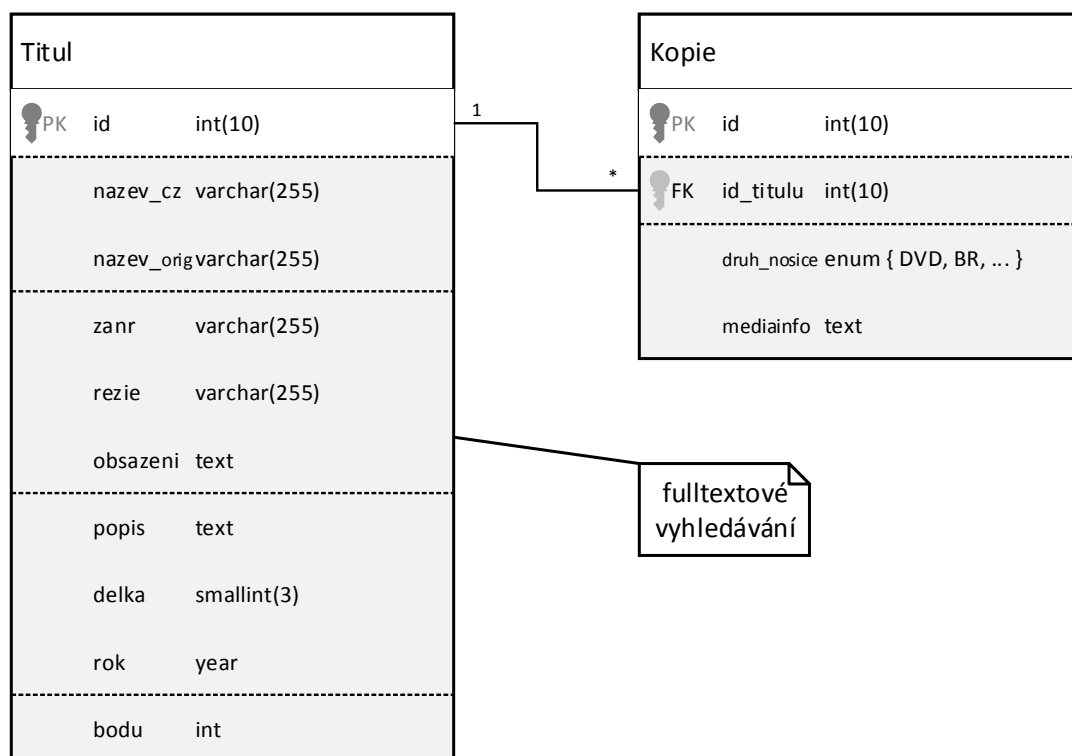 Titul
PK id int(10)
nazev_cz varchar(255)
nazev_orig varchar(255)
zanr varchar(255)
rezie varchar(255)
obsazeni text
popis text
delka smallint(3)
rok year
bodu int
1
*
Kopie
PK id int(10)
FK id_titulu int(10)
druh_nosice enum { DVD, BR, ... }
mediainfo text
fulltextové
vyhledávání